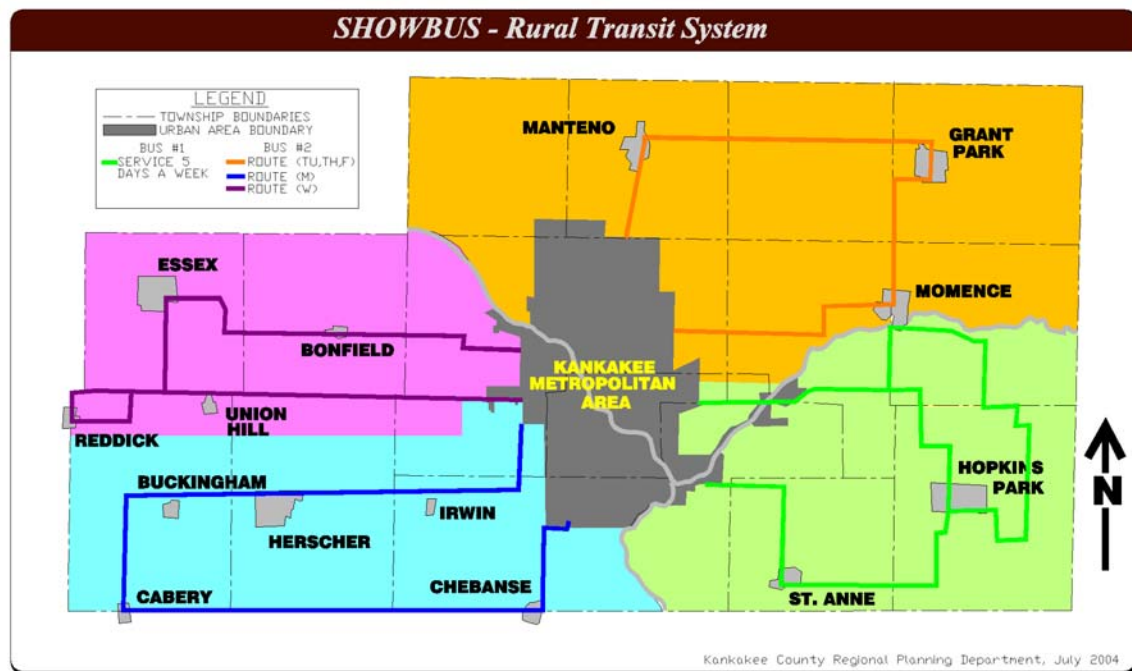 SHOWBUS - Rural Transit System
LEGEND
TOWNSHIP BOUNDARIES
URBAN AREA BOUNDARY
BUS #1
SERVICE 5
DAYS A WEEK
BUS #2
ROUTE (TU,TH,F)
ROUTE (M)
ROUTE (W)
MANTENO
GRANT
PARK
ESSEX
MOMENCE
BONFIELD
KANKAKEE
METROPOLITAN
AREA
UNION
HILL
REDDICK
BUCKINGHAM
HOPKINS
PARK
IRWIN
HERSCHER
N
CABERY
CHEBANSE
ST. ANNE
Kankakee County Regional Planning Department, July 2004